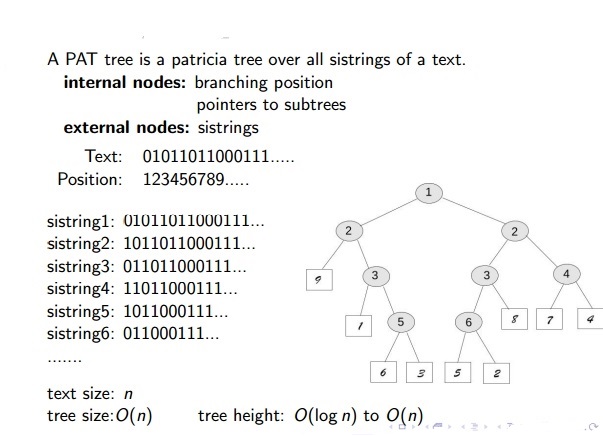 A PAT tree is a patricia tree over all sistrings of a text.
internal nodes: branching position
pointers to subtrees
external nodes: sistrings
Text: 01011011000111.....
Position: 123456789.....
sistring1: 01011011000111...
sistring2: 1011011000111...
sistring3: 011011000111...
sistring4: 11011000111...
sistring5: 1011000111...
sistring6: 011000111...
.......
text size: n
tree size:O(n) tree height: O(log n) to O(n)
1
2 2
9 3 3 4
1 5 6 8 7 4
6 3 5 2